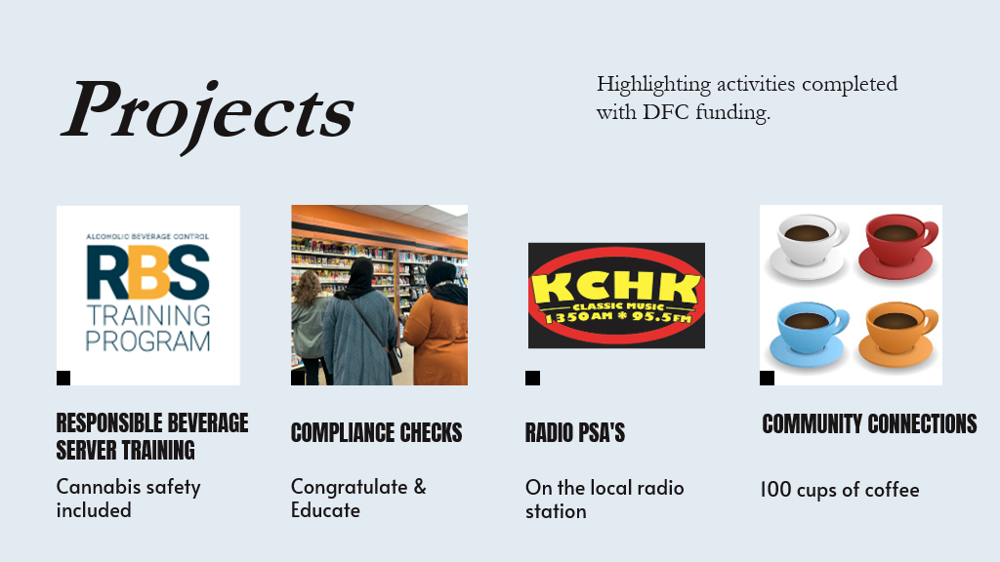 Projects
Highlighting activities completed
with DFC funding.
ALCOHOLIC BEVERAGE CONTROL
RBS
TRAINING
PROGRAM
KCHK
CLASSIC MUSIC
1350AM * 95.5FM
RESPONSIBLE BEVERAGE
SERVER TRAINING
Cannabis safety
included
COMPLIANCE CHECKS
Congratulate &
Educate
RADIO PSA'S
On the local radio
station
COMMUNITY CONNECTIONS
100 cups of coffee